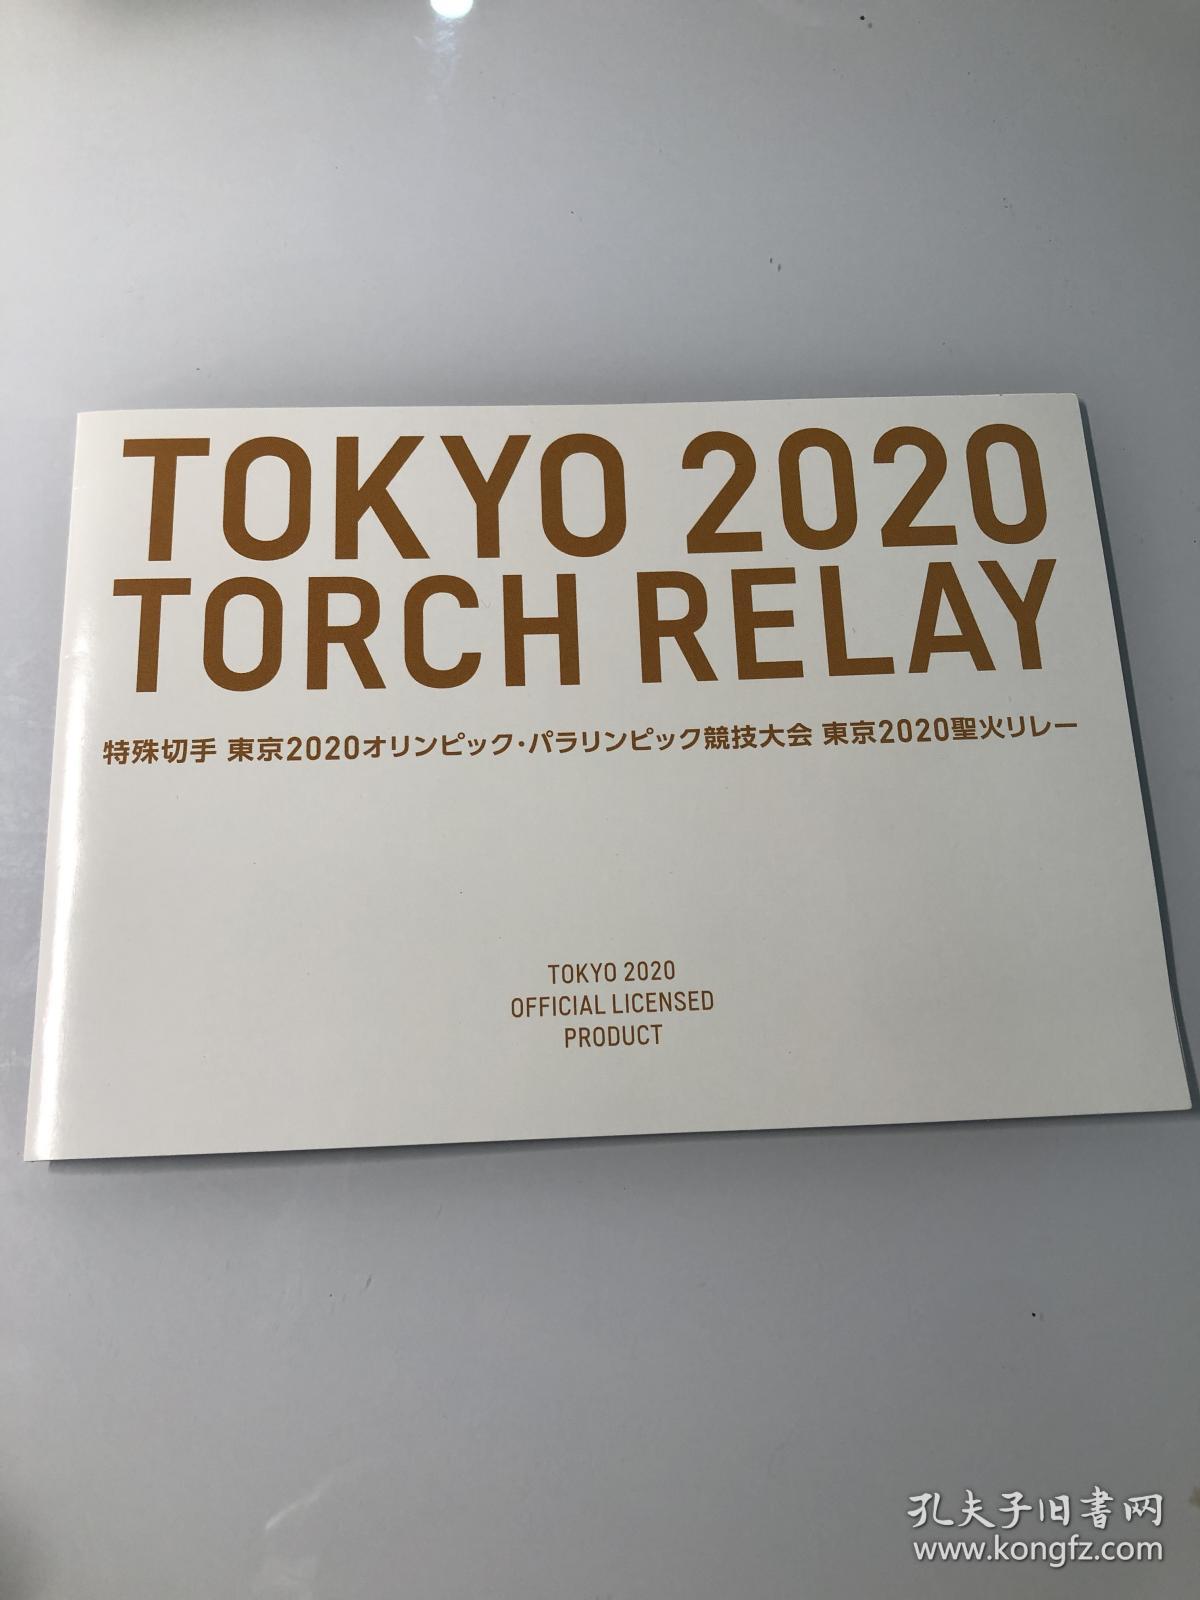 TOKYO 2020
TORCH RELAY
特殊切手 東京2020オリンピック・パラリンピック競技大会 東京2020聖火リレー
TOKYO 2020
OFFICIAL LICENSED
PRODUCT
孔夫子旧书网
www.kongfz.com